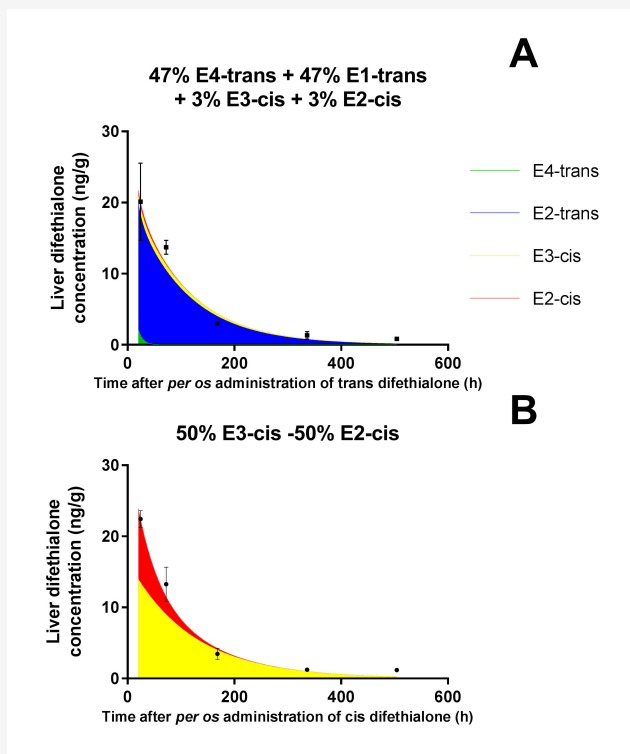 A
47% E4-trans + 47% E1-trans
+ 3% E3-cis + 3% E2-cis
Liver difethialone
concentration (ng/g)
30
20
10
0
0 200 400 600
Time after per os administration of trans difethialone (h)
E4-trans
E2-trans
E3-cis
E2-cis
B
50% E3-cis -50% E2-cis
Liver difethialone
concentration (ng/g)
30
20
10
0
0 200 400 600
Time after per os administration of cis difethialone (h)